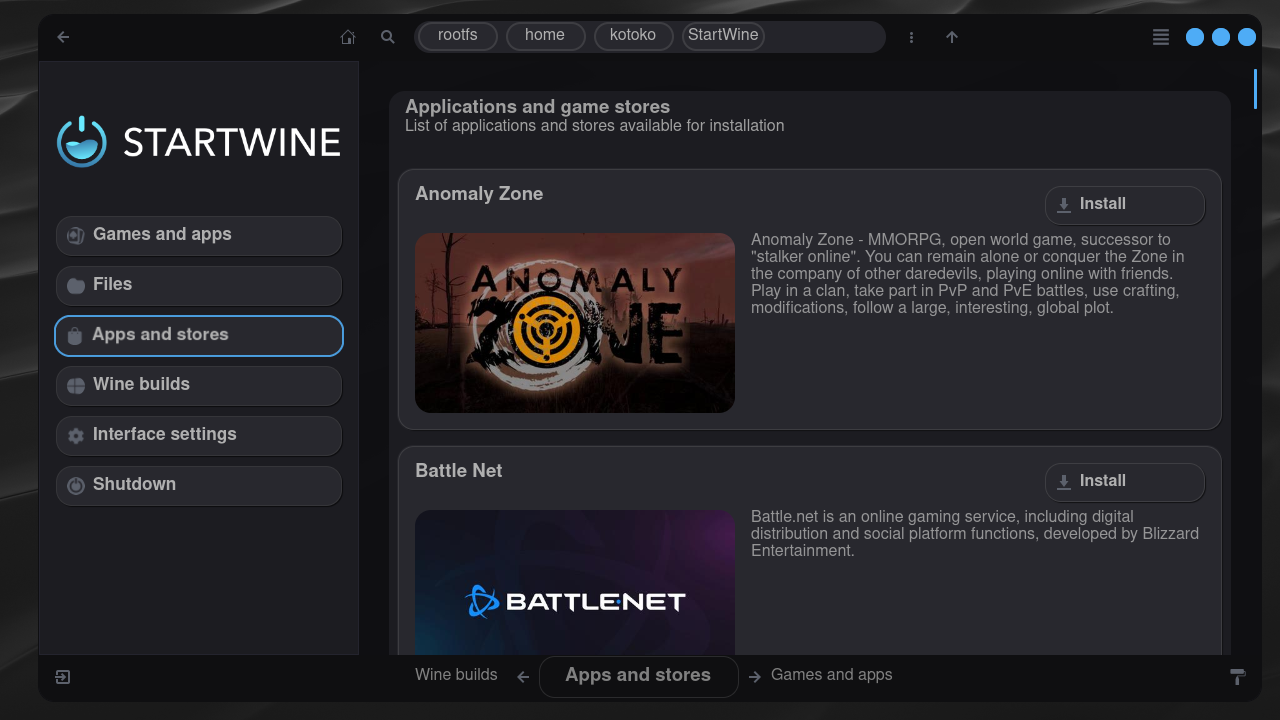 rootfs
home
kotoko
StartWine
STARTWINE
Games and apps
Files
Apps and stores
Wine builds
Interface settings
Shutdown
Applications and game stores
List of applications and stores available for installation
Anomaly Zone
Install
ANOMALY
ZONE
Anomaly Zone - MMORPG, open world game, successor to
"stalker online". You can remain alone or conquer the Zone in
the company of other daredevils, playing online with friends.
Play in a clan, take part in PvP and PvE battles, use crafting,
modifications, follow a large, interesting, global plot.
Battle Net
Install
BATTLE.NET
Battle.net is an online gaming service, including digital
distribution and social platform functions, developed by Blizzard
Entertainment.
Wine builds
Apps and stores
Games and apps